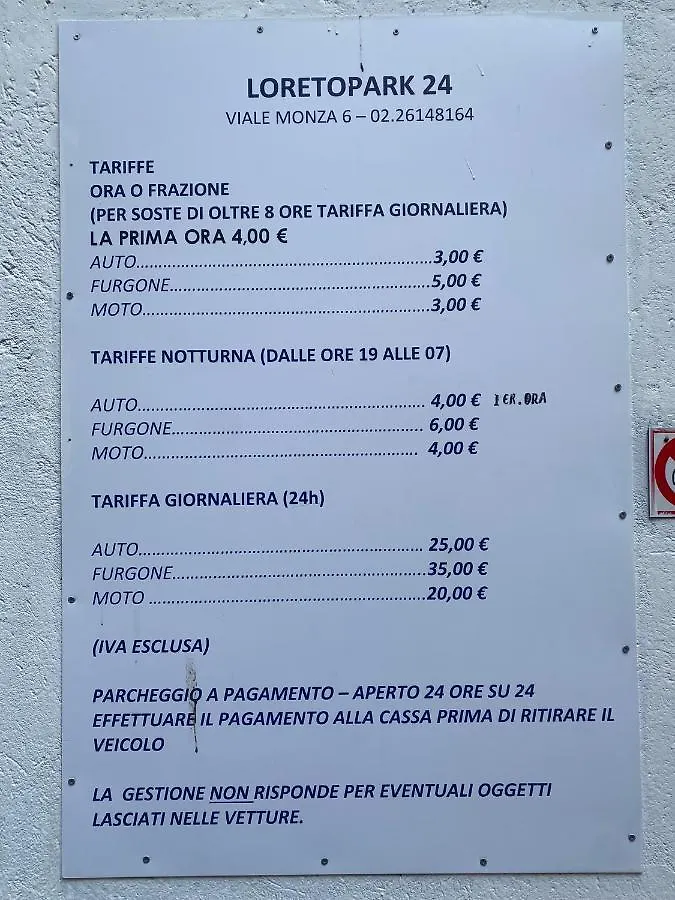 LORETOPARK 24
VIALE MONZA 6 – 02.26148164
TARIFFE
ORA O FRAZIONE
(PER SOSTE DI OLTRE 8 ORE TARIFFA GIORNALIERA)
LA PRIMA ORA 4,00 €
AUTO........................................................3,00 €
FURGONE.................................................5,00 €
MOTO......................................................3,00 €
TARIFFE NOTTURNA (DALLE ORE 19 ALLE 07)
AUTO...................................................... 4,00 € PER.ORA
FURGONE................................................ 6,00 €
MOTO.................................................... 4,00 €
TARIFFA GIORNALIERA (24h)
AUTO...................................................... 25,00 €
FURGONE................................................35,00 €
MOTO ....................................................20,00 €
(IVA ESCLUSA)
PARCHEGGIO A PAGAMENTO – APERTO 24 ORE SU 24
EFFETTUARE IL PAGAMENTO ALLA CASSA PRIMA DI RITIRARE IL
VEICOLO
LA GESTIONE NON RISPONDE PER EVENTUALI OGGETTI
LASCIATI NELLE VETTURE.